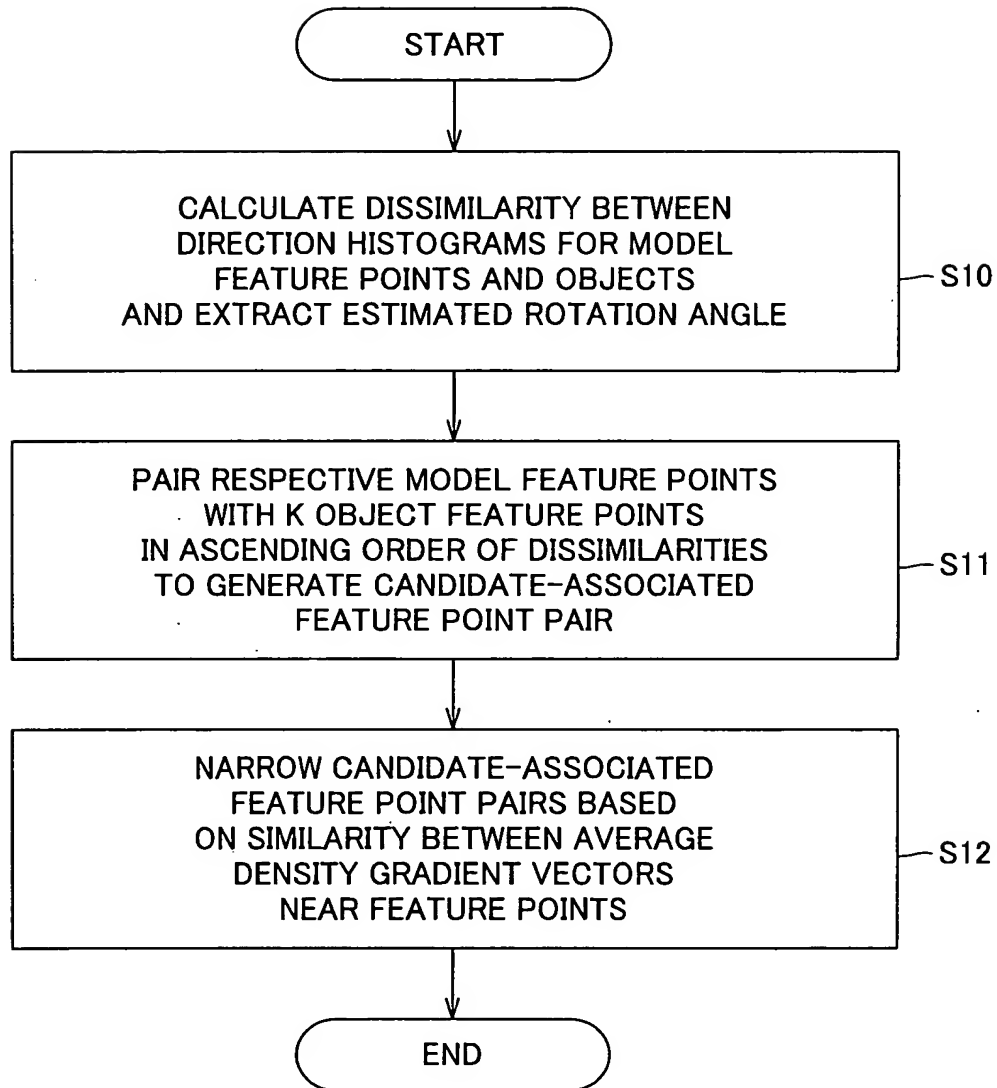 START
CALCULATE DISSIMILARITY BETWEEN
DIRECTION HISTOGRAMS FOR MODEL
FEATURE POINTS AND OBJECTS
AND EXTRACT ESTIMATED ROTATION ANGLE
S10
PAIR RESPECTIVE MODEL FEATURE POINTS
WITH K OBJECT FEATURE POINTS
IN ASCENDING ORDER OF DISSIMILARITIES
TO GENERATE CANDIDATE-ASSOCIATED
FEATURE POINT PAIR
S11
NARROW CANDIDATE-ASSOCIATED
FEATURE POINT PAIRS BASED
ON SIMILARITY BETWEEN AVERAGE
DENSITY GRADIENT VECTORS
NEAR FEATURE POINTS
S12
END